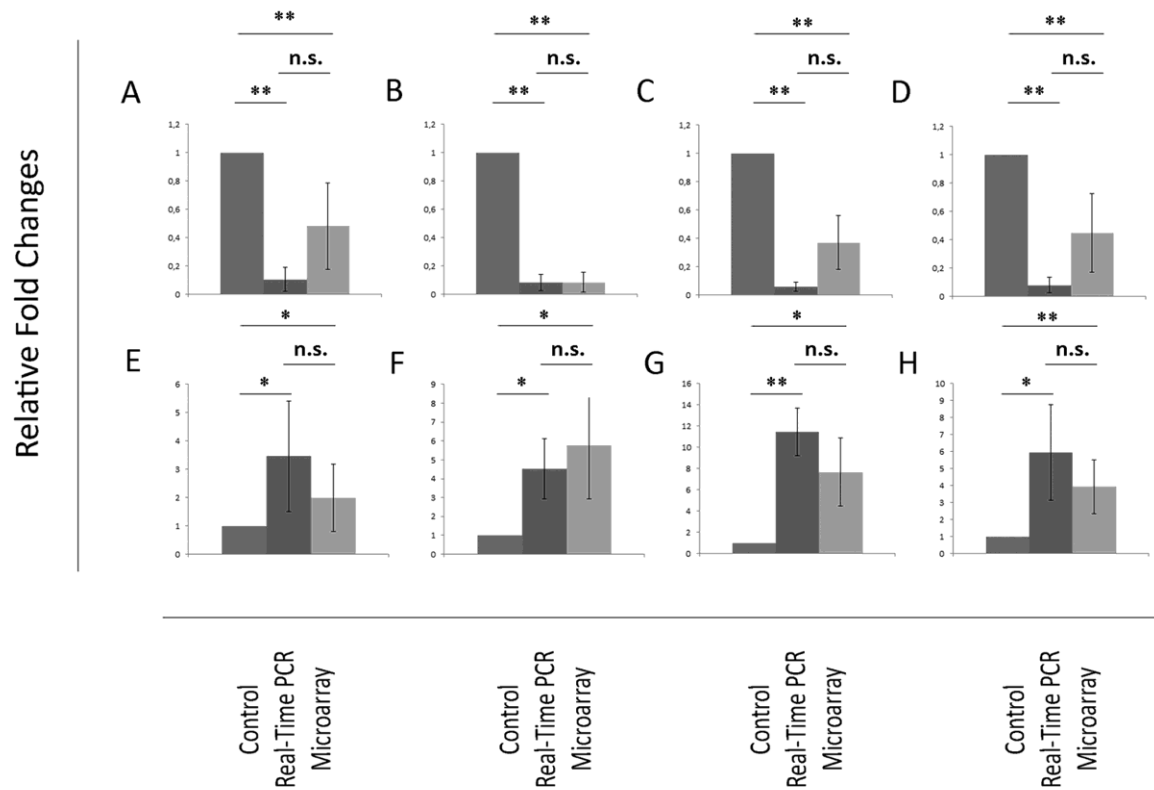 ** ** ** **
n.s. n.s. n.s. n.s.
A ** B ** C ** D **
1,2 1,2 1,2 1,2
1 1 1 1
0,8 0,8 0,8 0,8
0,6 0,6 0,6 0,6
0,4 0,4 0,4 0,4
0,2 0,2 0,2 0,2
0 0 0 0
* * * **
n.s. n.s. n.s. n.s.
E * F * G ** H *
6 9 16 10
5 8 14 9
4 7 12 8
3 6 10 7
2 5 8 6
1 4 6 5
0 3 4 4
2 2 3
1 0 2
0 1
0
Relative Fold Changes
Control
Real-Time PCR
Microarray
Control
Real-Time PCR
Microarray
Control
Real-Time PCR
Microarray
Control
Real-Time PCR
Microarray